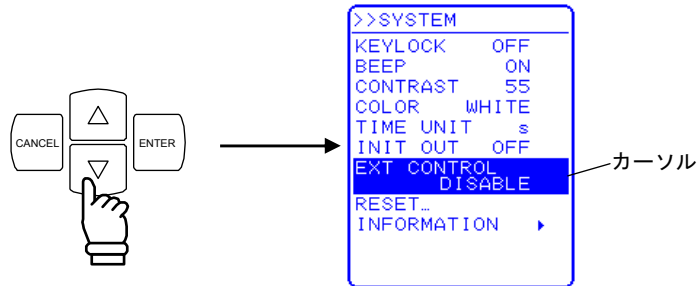 CANCEL
ENTER
>>SYSTEM
KEYLOCK OFF
BEEP ON
CONTRAST 55
COLOR WHITE
TIME UNIT s
INIT OUT OFF
EXT CONTROL
DISABLE
RESET…
INFORMATION ▸
カーソル